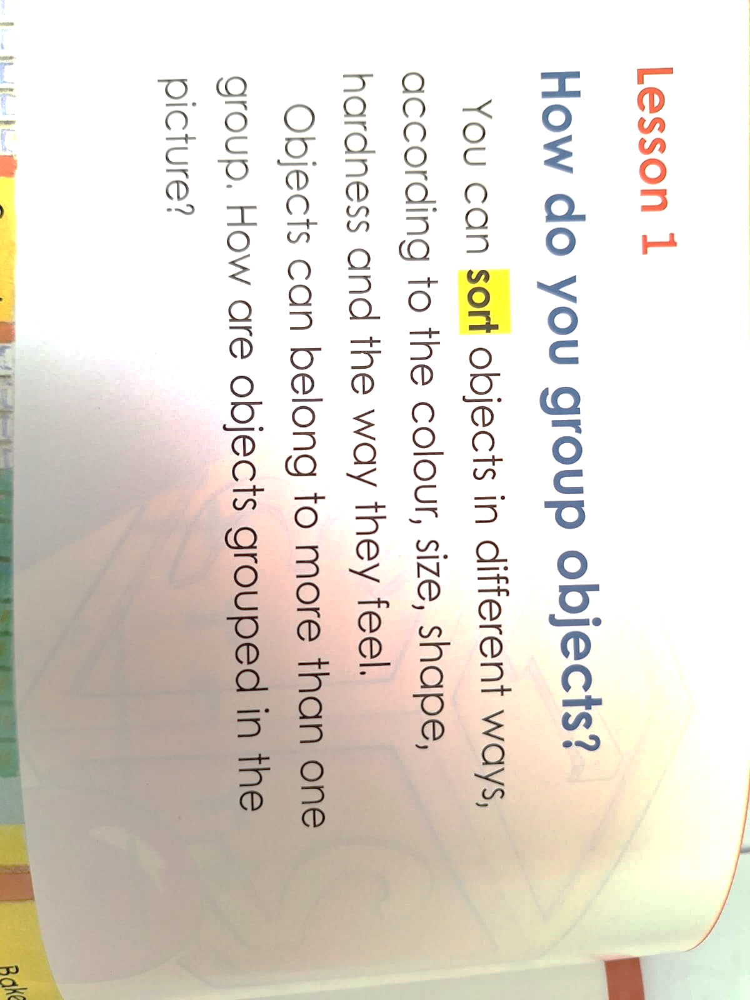 Lesson 1
How do you group objects?
You can sort objects in different ways,
according to the colour, size, shape,
hardness and the way they feel.
Objects can belong to more than one
group. How are objects grouped in the
picture?
Bake